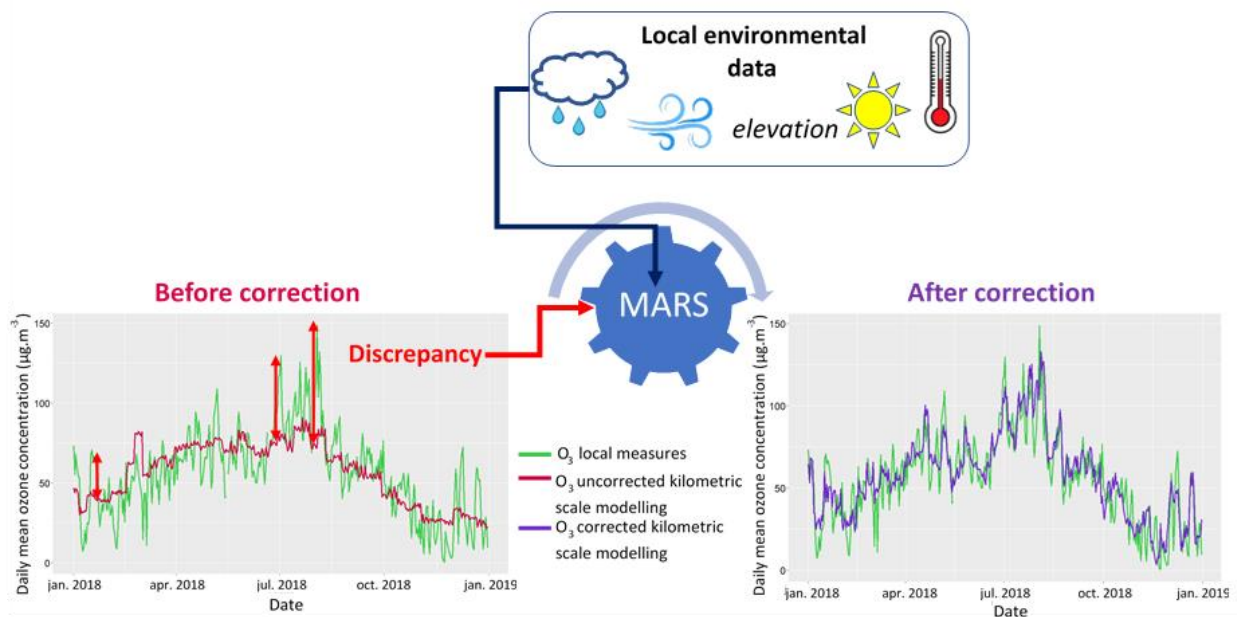 Local environmental
data
elevation
MARS
Before correction
Discrepancy
Daily mean ozone concentration (µg.m⁻³)
150
100
50
0
jan. 2018
apr. 2018
jul. 2018
oct. 2018
jan. 2019
Date
O₃ local measures
O₃ uncorrected kilometric
scale modelling
O₃ corrected kilometric
scale modelling
After correction
Daily mean ozone concentration (µg.m⁻³)
150
100
50
0
jan. 2018
apr. 2018
jul. 2018
oct. 2018
jan. 2019
Date